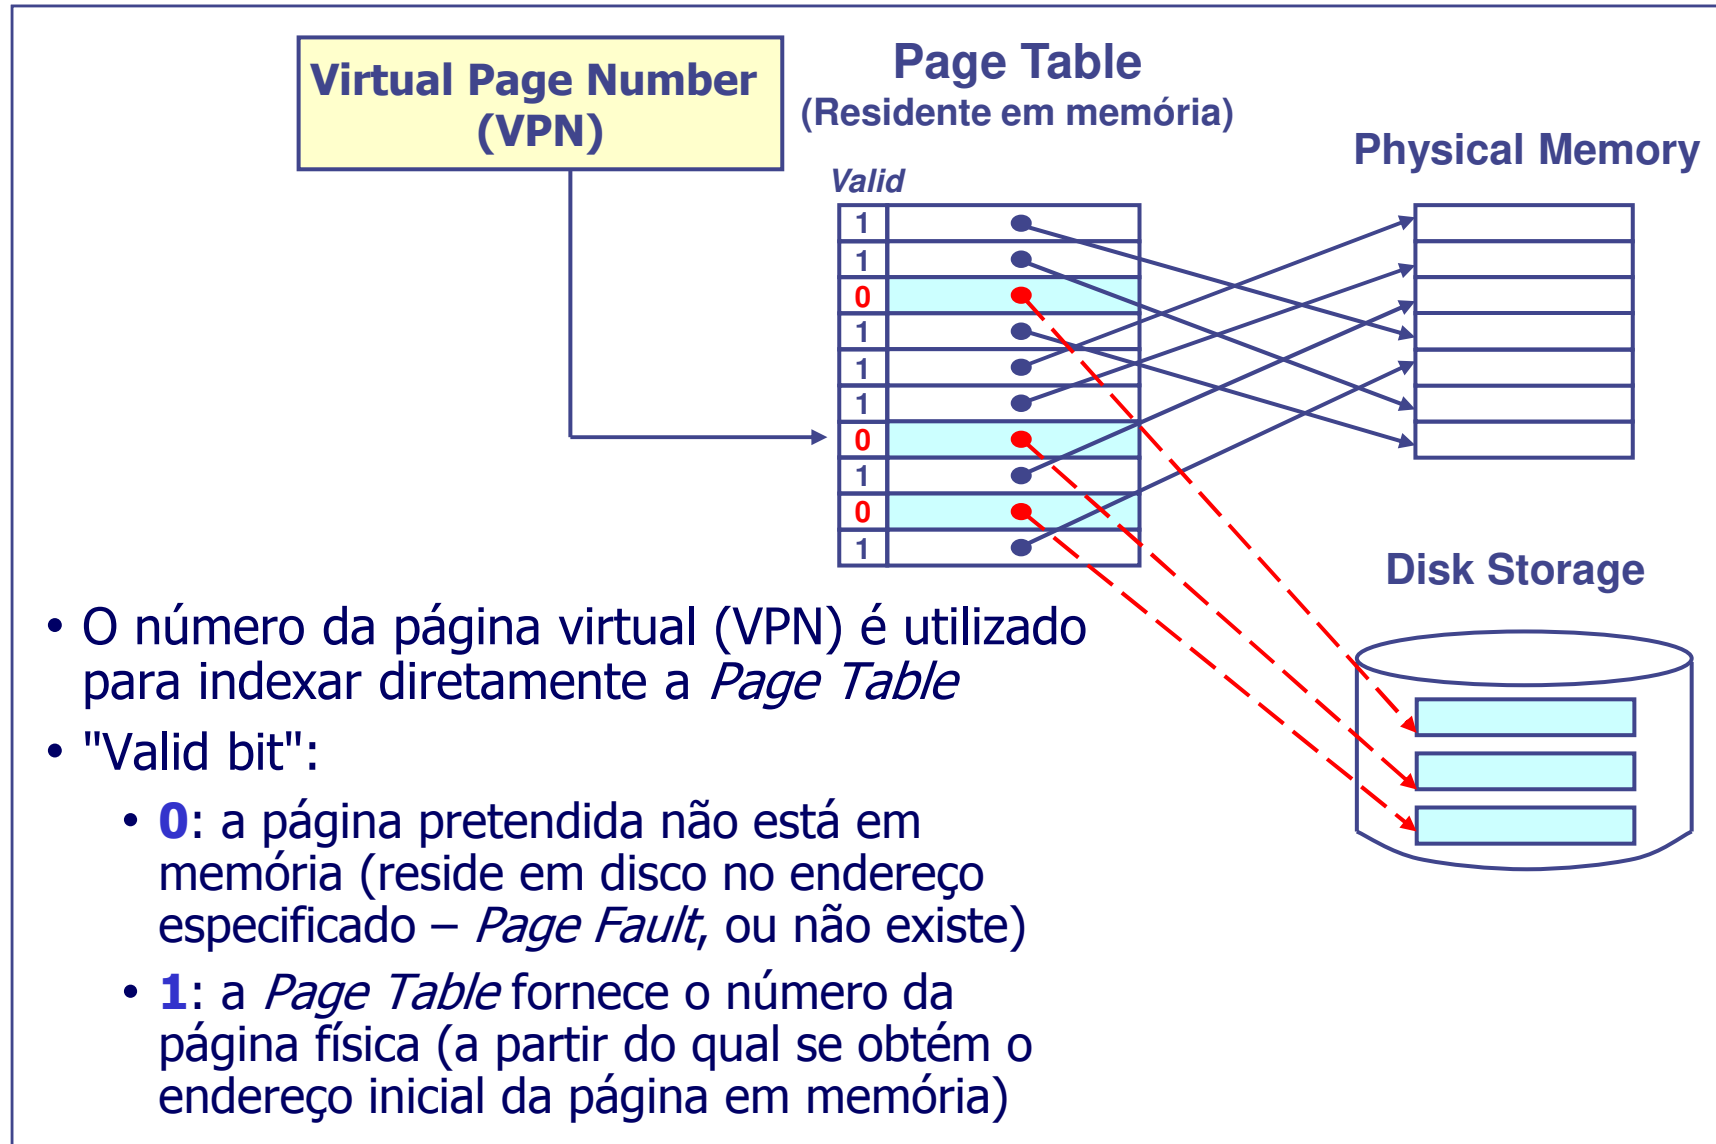 Virtual Page Number
(VPN)
Page Table
(Residente em memória)
Physical Memory
Valid
1
1
0
1
1
1
0
1
0
1
Disk Storage
• O número da página virtual (VPN) é utilizado
para indexar diretamente a Page Table
• "Valid bit":
• 0: a página pretendida não está em
memória (reside em disco no endereço
especificado – Page Fault, ou não existe)
• 1: a Page Table fornece o número da
página física (a partir do qual se obtém o
endereço inicial da página em memória)